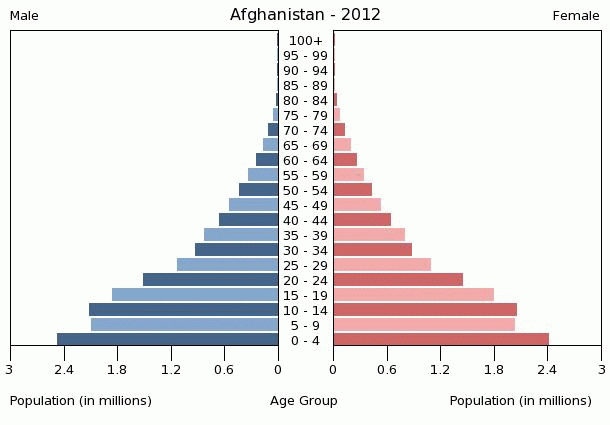 Male Afghanistan - 2012 Female
100+
95 - 99
90 - 94
85 - 89
80 - 84
75 - 79
70 - 74
65 - 69
60 - 64
55 - 59
50 - 54
45 - 49
40 - 44
35 - 39
30 - 34
25 - 29
20 - 24
15 - 19
10 - 14
5 - 9
0 - 4
3 2.4 1.8 1.2 0.6 0 0 0.6 1.2 1.8 2.4 3
Population (in millions) Age Group Population (in millions)